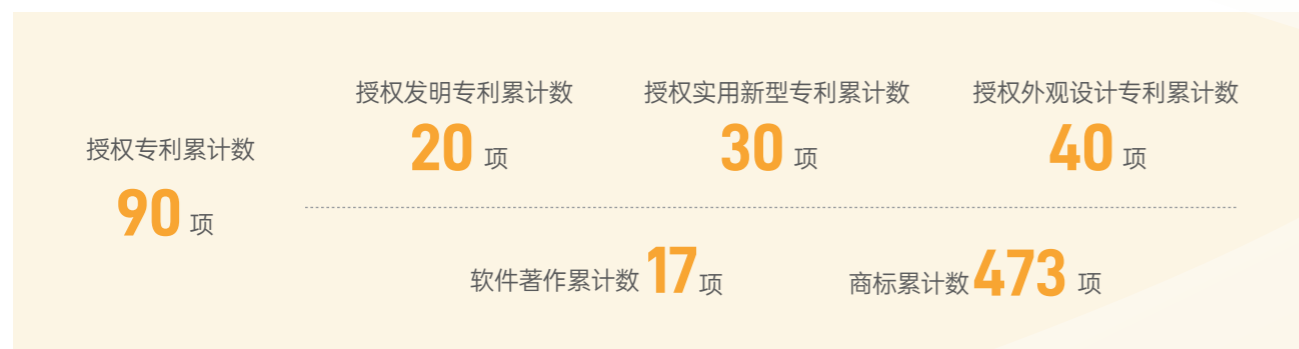 授权专利累计数
90 项
授权发明专利累计数
20 项
授权实用新型专利累计数
30 项
授权外观设计专利累计数
40 项
软件著作累计数 17 项
商标累计数 473 项